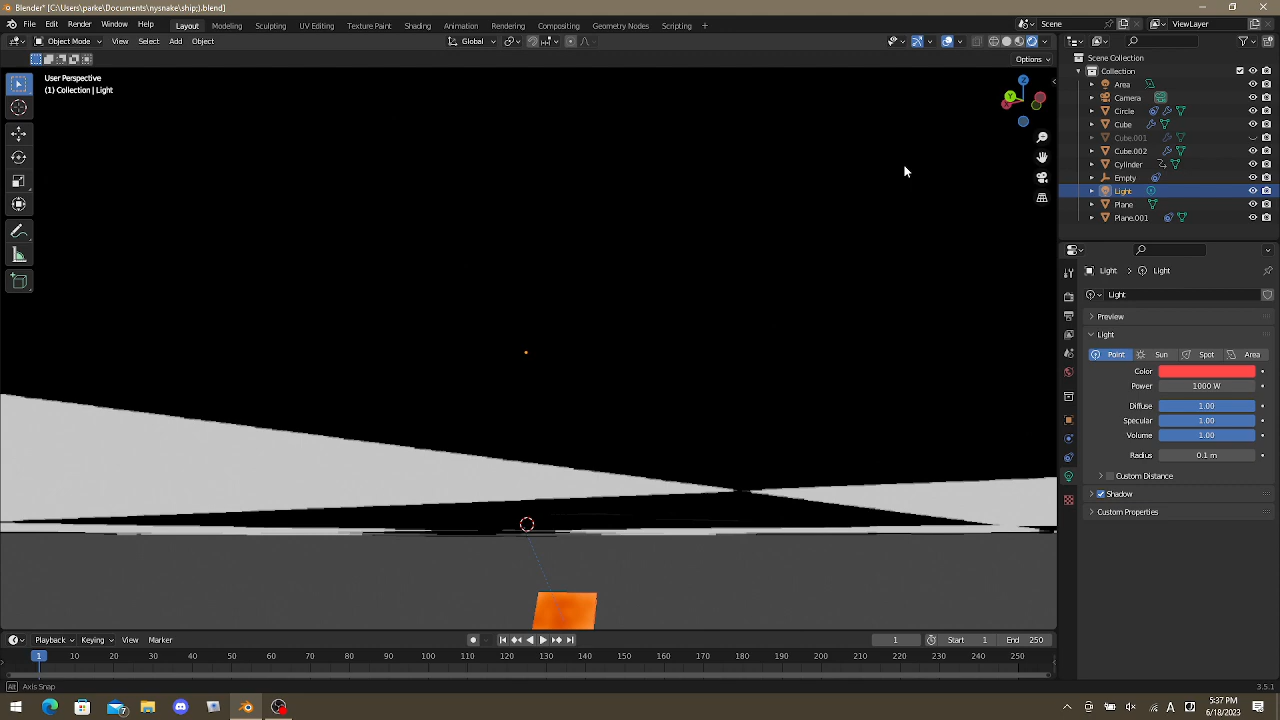 Blender* [C:\Users\parke\Documents\nysnake\ship;).blend]
File Edit Render Window Help Layout Modeling Sculpting UV Editing Texture Paint Shading Animation Rendering Compositing Geometry Nodes Scripting + Scene ViewLayer
Object Mode View Select Add Object Global
Options
User Perspective
(1) Collection | Light
Z
Y
X
Scene Collection
Collection
Area
Camera
Circle
Cube
Cube.001
Cube.002
Cylinder
Empty
Light
Plane
Plane.001
Light > Light
Light
Preview
Light
Point Sun Spot Area
Color
Power 1000 W
Diffuse 1.00
Specular 1.00
Volume 1.00
Radius 0.1 m
Custom Distance
Shadow
Custom Properties
Playback Keying View Marker 1 Start 1 End 250
1 10 20 30 40 50 60 70 80 90 100 110 120 130 140 150 160 170 180 190 200 210 220 230 240 250
Alt Axis Snap 3.5.1
7
5:37 PM
6/18/2023